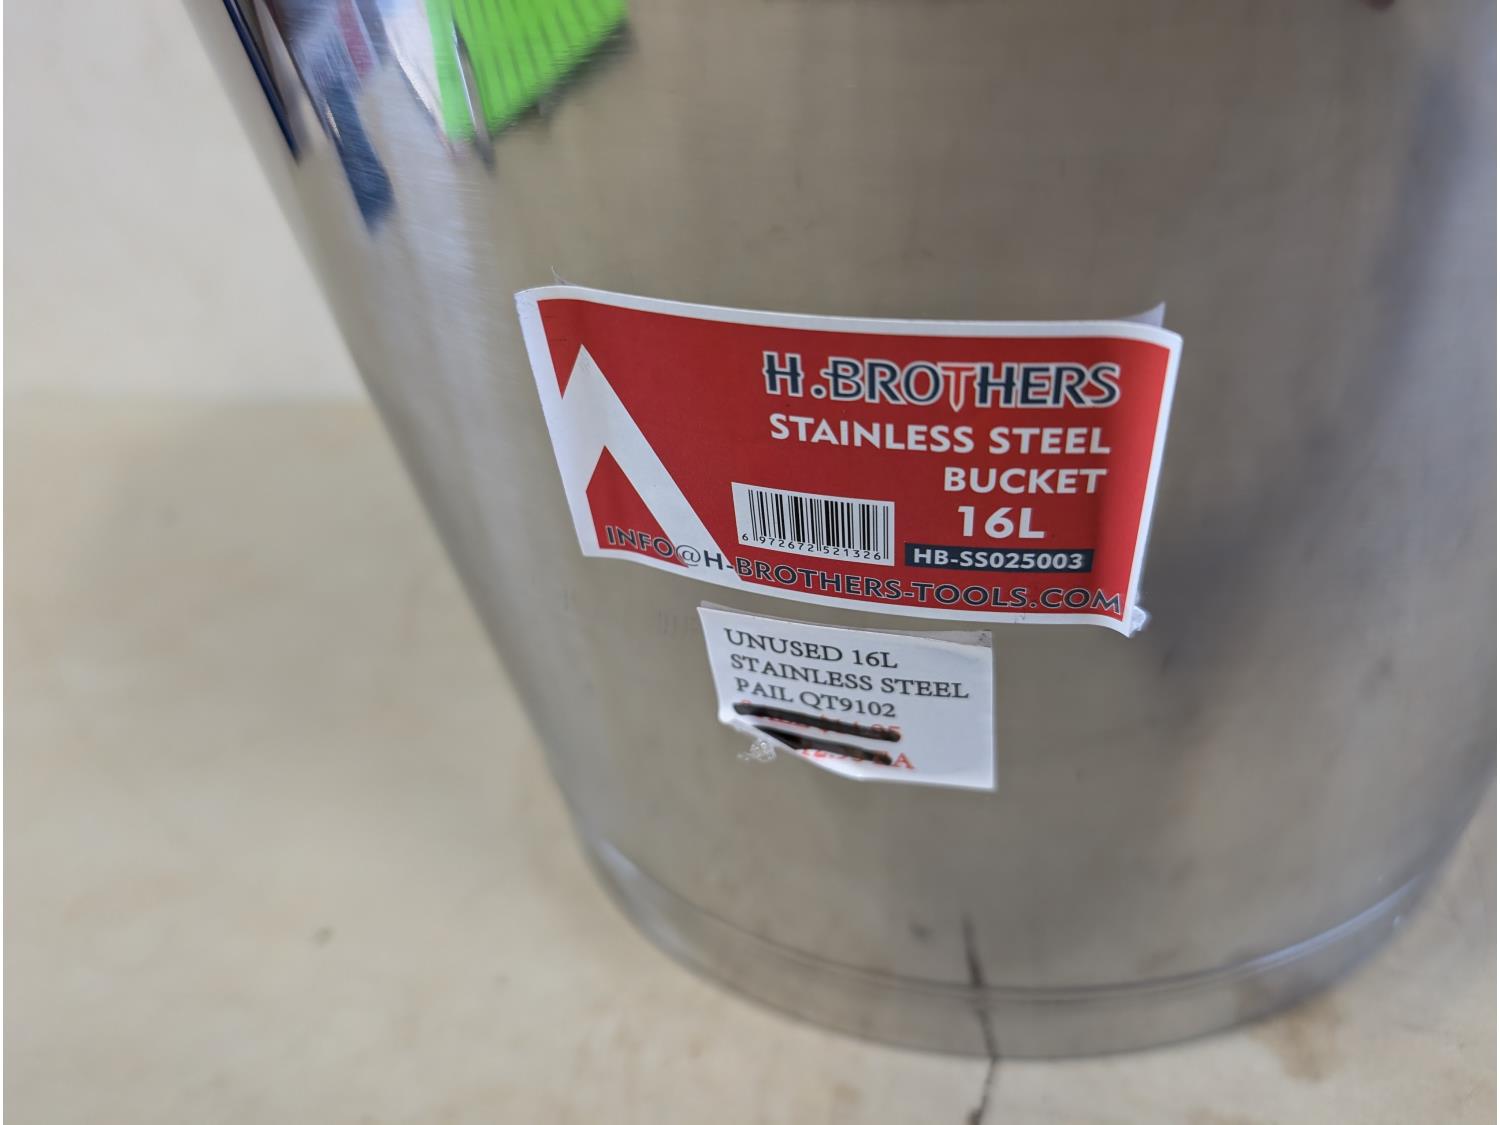 H.BROTHERS
STAINLESS STEEL
BUCKET
16L
6 972672 521326
HB-SS025003
INFO@H-BROTHERS-TOOLS.COM
UNUSED 16L
STAINLESS STEEL
PAIL QT9102